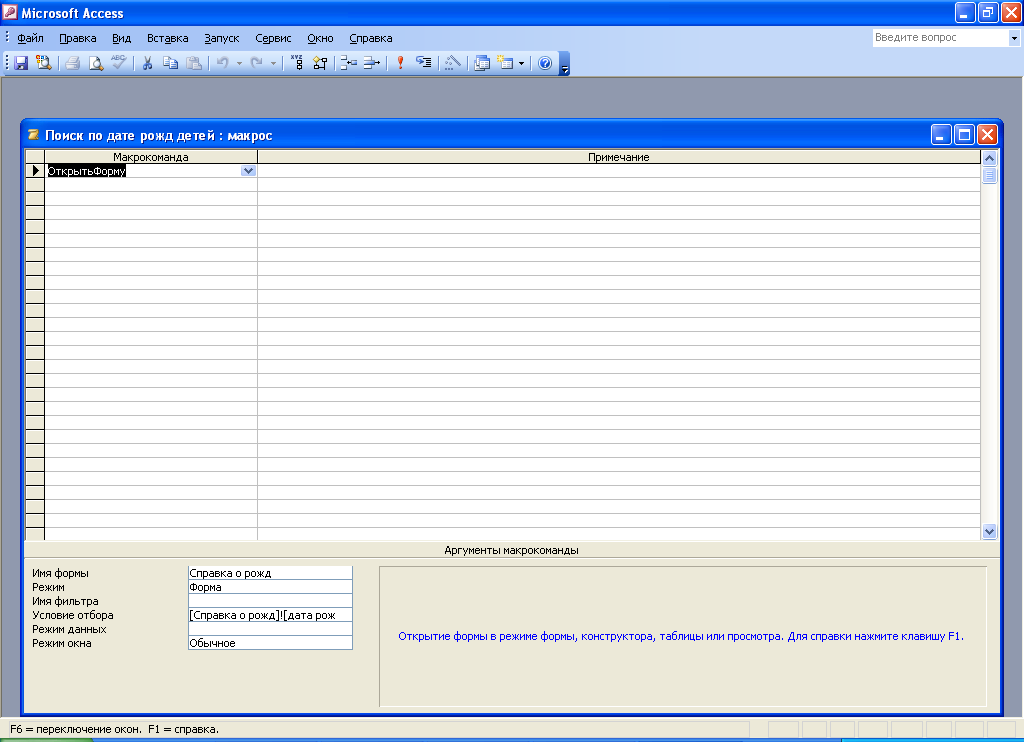 Microsoft Access
Файл Правка Вид Вставка Запуск Сервис Окно Справка
Введите вопрос
Поиск по дате рожд детей : макрос
Макрокоманда Примечание
ОткрытьФорму
Аргументы макрокоманды
Имя формы Справка о рожд
Режим Форма
Имя фильтра
Условие отбора [Справка о рожд]![дата рож
Режим данных
Режим окна Обычное
Открытие формы в режиме формы, конструктора, таблицы или просмотра. Для справки нажмите клавишу F1.
F6 = переключение окон. F1 = справка.